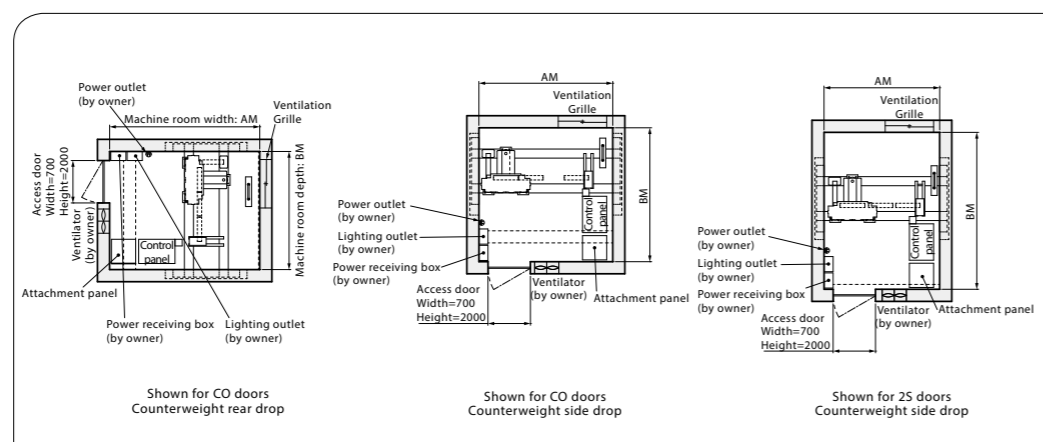 Power outlet
(by owner)
Machine room width: AM
Ventilation
Grille
Access door
Width=700
Height=2000
Ventilator
(by owner)
Machine room depth: BM
Control
panel
Attachment panel
Power receiving box
(by owner)
Lighting outlet
(by owner)
Shown for CO doors
Counterweight rear drop
AM
Ventilation
Grille
BM
Power outlet
(by owner)
Lighting outlet
(by owner)
Power receiving box
(by owner)
Control
panel
Access door
Width=700
Height=2000
Ventilator
(by owner)
Attachment panel
Shown for CO doors
Counterweight side drop
AM
Ventilation
Grille
BM
Power outlet
(by owner)
Lighting outlet
(by owner)
Power receiving box
(by owner)
Control
panel
Access door
Width=700
Height=2000
Ventilator
(by owner)
Attachment panel
Shown for 2S doors
Counterweight side drop